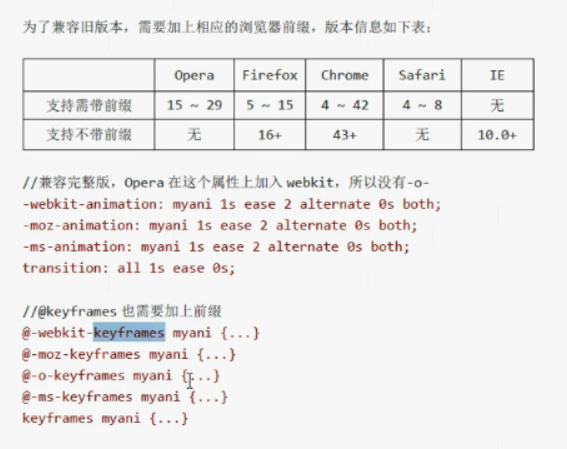 为了兼容旧版本，需要加上相应的浏览器前缀，版本信息如下表：
Opera Firefox Chrome Safari IE
支持需带前缀 15 ~ 29 5 ~ 15 4 ~ 42 4 ~ 8 无
支持不带前缀 无 16+ 43+ 无 10.0+
//兼容完整版，Opera 在这个属性上加入 webkit，所以没有-o-
-webkit-animation: myani 1s ease 2 alternate 0s both;
-moz-animation: myani 1s ease 2 alternate 0s both;
-ms-animation: myani 1s ease 2 alternate 0s both;
transition: all 1s ease 0s;
//@keyframes 也需要加上前缀
@-webkit-keyframes myani {...}
@-moz-keyframes myani {...}
@-o-keyframes myani {...}
@-ms-keyframes myani {...}
keyframes myani {...}